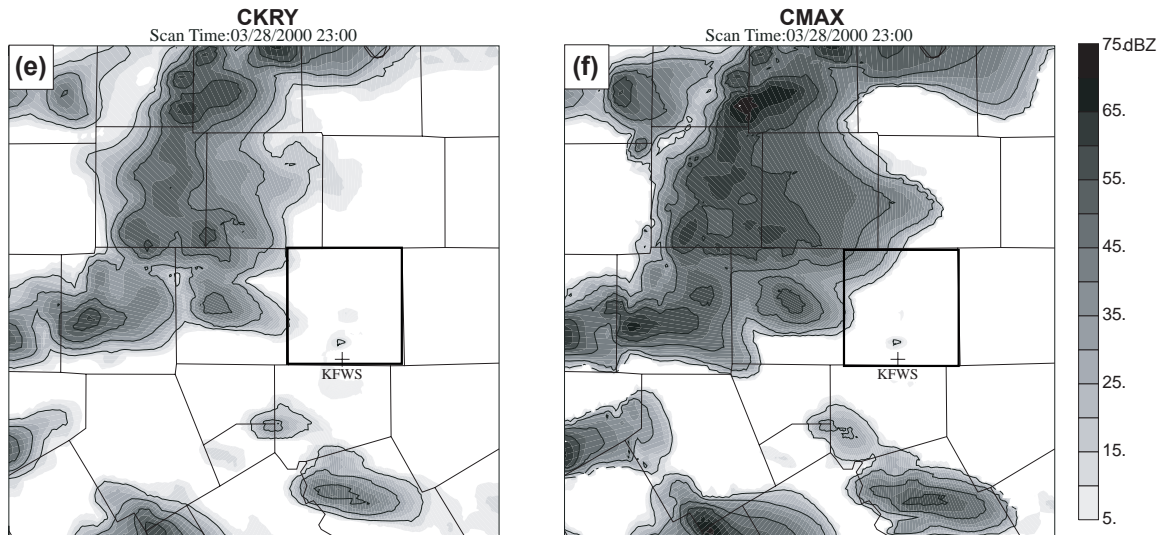 CKRY
Scan Time:03/28/2000 23:00
(e)
KFWS
CMAX
Scan Time:03/28/2000 23:00
(f)
KFWS
75.dBZ
65.
55.
45.
35.
25.
15.
5.